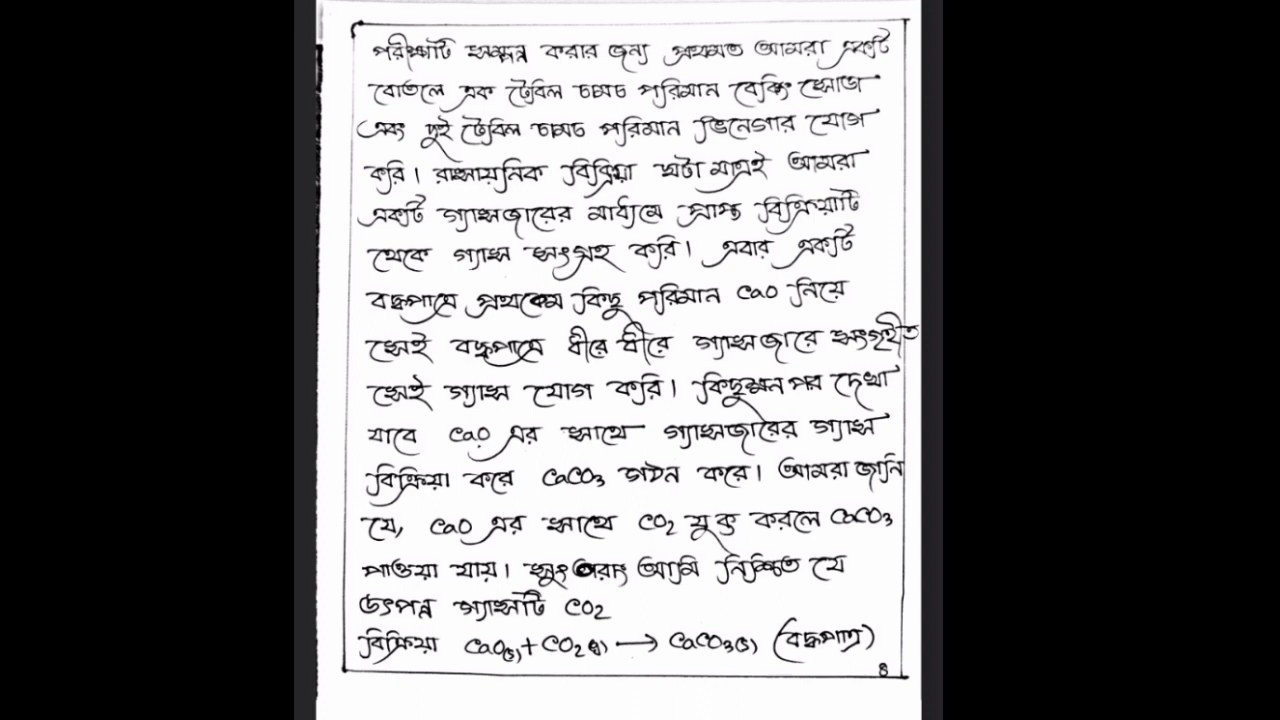 পরীক্ষাটি সম্পন্ন করার জন্য প্রথমত আমরা একটি
বোতলে এক টেবিল চামচ পরিমান বেকিং সোডা
এবং দুই টেবিল চামচ পরিমান ভিনেগার যোগ
করি। রাসায়নিক বিক্রিয়া ঘটা মাত্রই আমরা
একটি গ্যাসজারের মাধ্যমে প্রাপ্ত বিক্রিয়াটি
থেকে গ্যাস সংগ্রহ করি। এবার একটি
বদ্ধপাত্রে প্রথকেম কিছু পরিমান CaO নিয়ে
সেই বদ্ধপাত্রে ধীরে ধীরে গ্যাসজারে সংগৃহীত
সেই গ্যাস যোগ করি। কিছুক্ষন পর দেখা
যাবে CaO এর সাথে গ্যাসজারের গ্যাস
বিক্রিয়া করে CaCO3 গঠন করে। আমরা জানি
যে, CaO এর সাথে CO2 যুক্ত করলে CaCO3
পাওয়া যায়। সুতরাং আমি নিশ্চিত যে
উৎপন্ন গ্যাসটি CO2
বিক্রিয়া CaO(s) + CO2(g) → CaCO3(s) (বদ্ধপাত্র)
৪